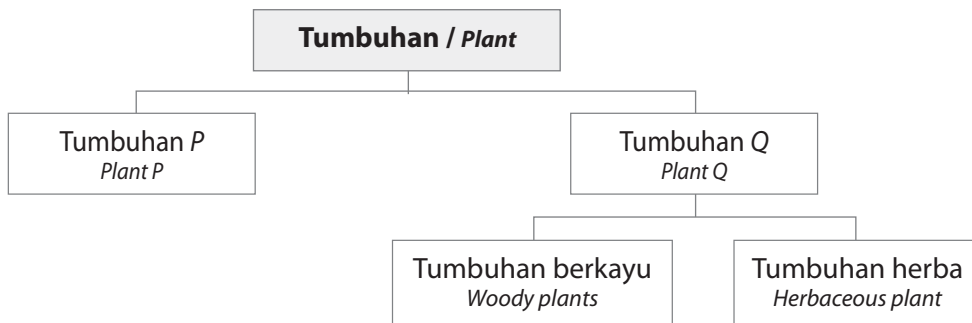 Tumbuhan / Plant
Tumbuhan P
Plant P
Tumbuhan Q
Plant Q
Tumbuhan berkayu
Woody plants
Tumbuhan herba
Herbaceous plant